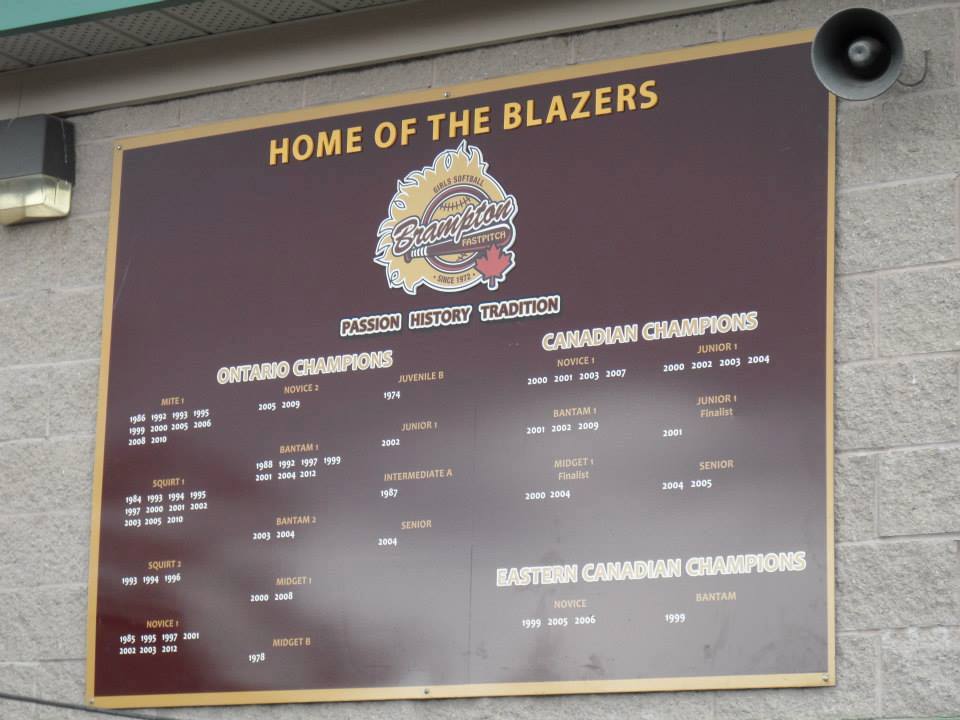 HOME OF THE BLAZERS
GIRLS SOFTBALL
Brampton
FASTPITCH
SINCE 1972
PASSION HISTORY TRADITION
ONTARIO CHAMPIONS
MITE 1
1986 1992 1993 1995
1999 2000 2005 2006
2008 2010
SQUIRT 1
1984 1993 1994 1995
1997 2000 2001 2002
2003 2005 2010
SQUIRT 2
1993 1994 1996
NOVICE 1
1985 1995 1997 2001
2002 2003 2012
NOVICE 2
2005 2009
BANTAM 1
1988 1992 1997 1999
2001 2004 2012
BANTAM 2
2003 2004
MIDGET 1
2000 2008
MIDGET B
1978
JUVENILE B
1974
JUNIOR 1
2002
INTERMEDIATE A
1987
SENIOR
2004
CANADIAN CHAMPIONS
NOVICE 1
2000 2001 2003 2007
BANTAM 1
2001 2002 2009
MIDGET 1
Finalist
2000 2004
JUNIOR 1
2000 2002 2003 2004
JUNIOR 1
Finalist
2001
SENIOR
2004 2005
EASTERN CANADIAN CHAMPIONS
NOVICE
1999 2005 2006
BANTAM
1999